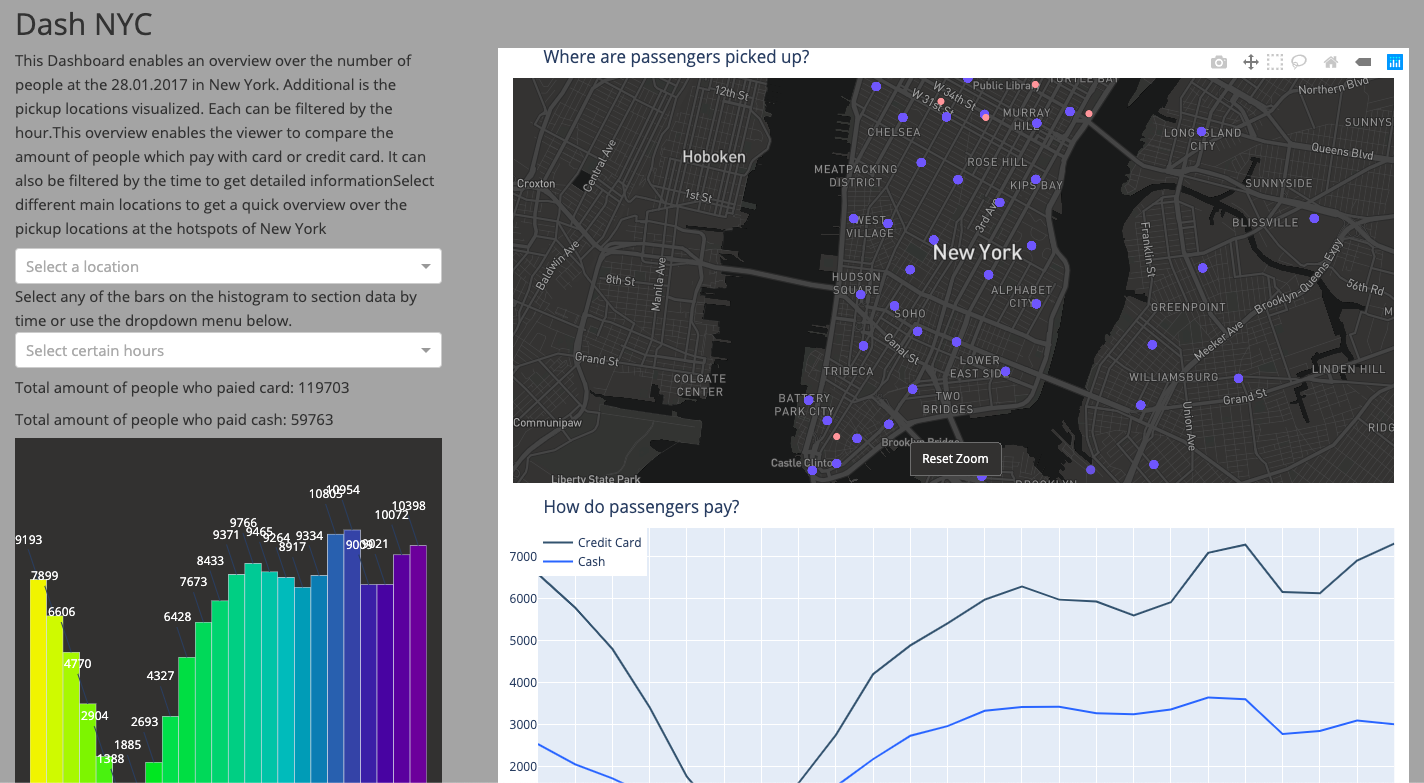 Dash NYC
This Dashboard enables an overview over the number of
people at the 28.01.2017 in New York. Additional is the
pickup locations visualized. Each can be filtered by the
hour.This overview enables the viewer to compare the
amount of people which pay with card or credit card. It can
also be filtered by the time to get detailed informationSelect
different main locations to get a quick overview over the
pickup locations at the hotspots of New York
Select a location
Select any of the bars on the histogram to section data by
time or use the dropdown menu below.
Select certain hours
Total amount of people who paied card: 119703
Total amount of people who paid cash: 59763
9193
7899
6606
4770
2904
1388
1885
2693
4327
6428
7673
8433
9371
9766
9465
9264
8917
9334
10805
10954
9009
9021
10072
10398
Where are passengers picked up?
12th St
W 34th St
W 31st St
Public Library
TURTLE BAY
Northern Blvd
CHELSEA
MURRAY
HILL
LONG ISLAND
CITY
SUNNYS
Queens Blvd
Central Ave
Hoboken
MEATPACKING
DISTRICT
ROSE HILL
KIPS BAY
Croxton
1st St
SUNNYSIDE
WEST
VILLAGE
3rd Ave
BLISSVILLE
Franklin St
New York
Baldwin Ave
8th St
Manila Ave
HUDSON
SQUARE
ALPHABET
CITY
Brooklyn-Queens Expy
56th Rd
GREENPOINT
M
SOHO
Canal St
Meeker Ave
Grand St
TRIBECA
LOWER
EAST SIDE
COLGATE
CENTER
WILLIAMSBURG
LINDEN HILL
BATTERY
PARK CITY
TWO
BRIDGES
Grand St
Union Ave
Communipaw
RIDG
Brooklyn Bridge
Castle Clinton
Reset Zoom
Liberty State Park
BROOKLYN
How do passengers pay?
Credit Card
Cash
7000
6000
5000
4000
3000
2000